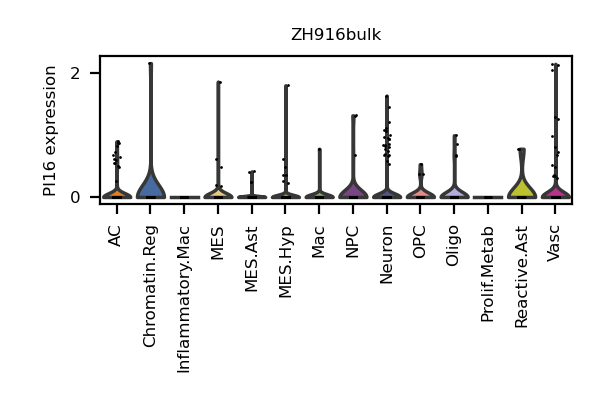 ZH916bulk
PI16 expression
2
0
AC
Chromatin.Reg
Inflammatory.Mac
MES
MES.Ast
MES.Hyp
Mac
NPC
Neuron
OPC
Oligo
Prolif.Metab
Reactive.Ast
Vasc